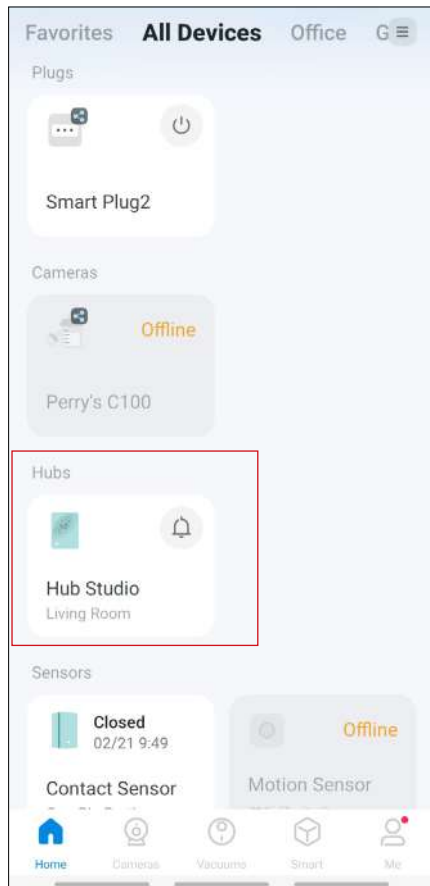 Favorites All Devices Office G
Plugs
Smart Plug2
Cameras
Offline
Perry's C100
Hubs
Hub Studio
Living Room
Sensors
Closed
02/21 9:49
Offline
Contact Sensor
Motion Sensor
Home Cameras Vacuums Smart Me